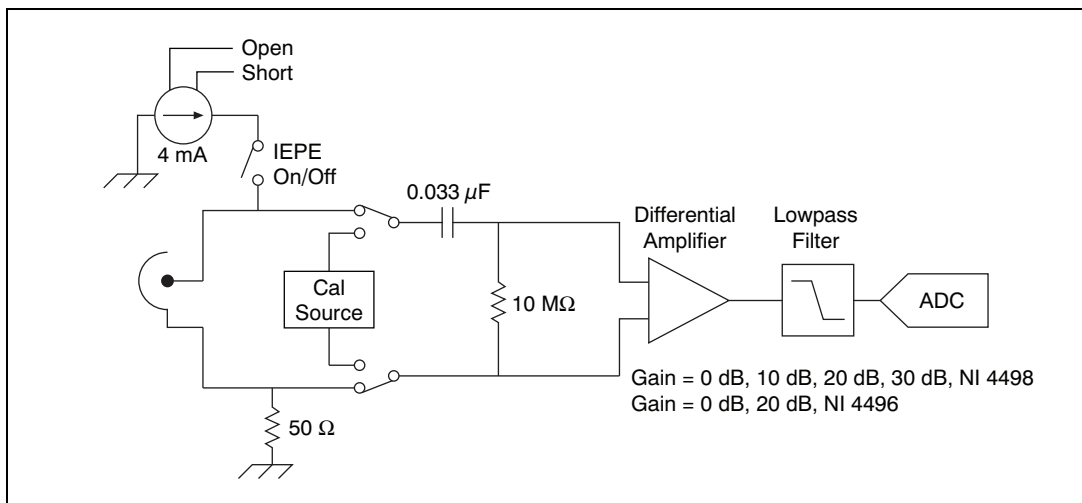 Open
Short
4 mA
IEPE
On/Off
0.033 µF
Differential
Amplifier
Lowpass
Filter
Cal
Source
10 MΩ
ADC
Gain = 0 dB, 10 dB, 20 dB, 30 dB, NI 4498
Gain = 0 dB, 20 dB, NI 4496
50 Ω